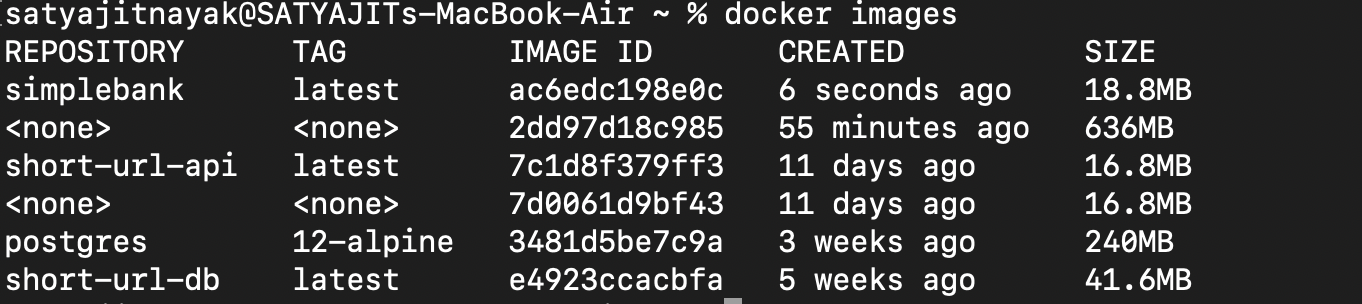 satyajitnayak@SATYAJITs-MacBook-Air ~ % docker images
REPOSITORY TAG IMAGE ID CREATED SIZE
simplebank latest ac6edc198e0c 6 seconds ago 18.8MB
<none> <none> 2dd97d18c985 55 minutes ago 636MB
short-url-api latest 7c1d8f379ff3 11 days ago 16.8MB
<none> <none> 7d0061d9bf43 11 days ago 16.8MB
postgres 12-alpine 3481d5be7c9a 3 weeks ago 240MB
short-url-db latest e4923ccacbfa 5 weeks ago 41.6MB